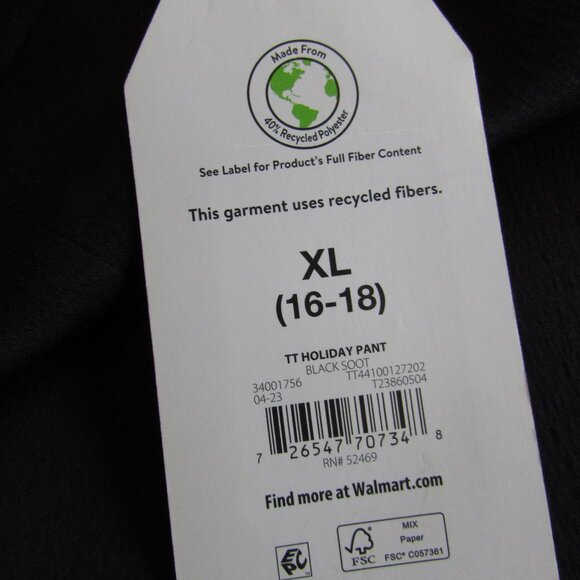 Made From
40% Recycled Polyester
See Label for Product's Full Fiber Content
This garment uses recycled fibers.
XL
(16-18)
TT HOLIDAY PANT
BLACK SOOT
34001756 TT44100127202
04-23 T23860504
7 26547 70734 8
RN# 52469
Find more at Walmart.com
EPC
FSC
MIX
Paper
FSC® C057361